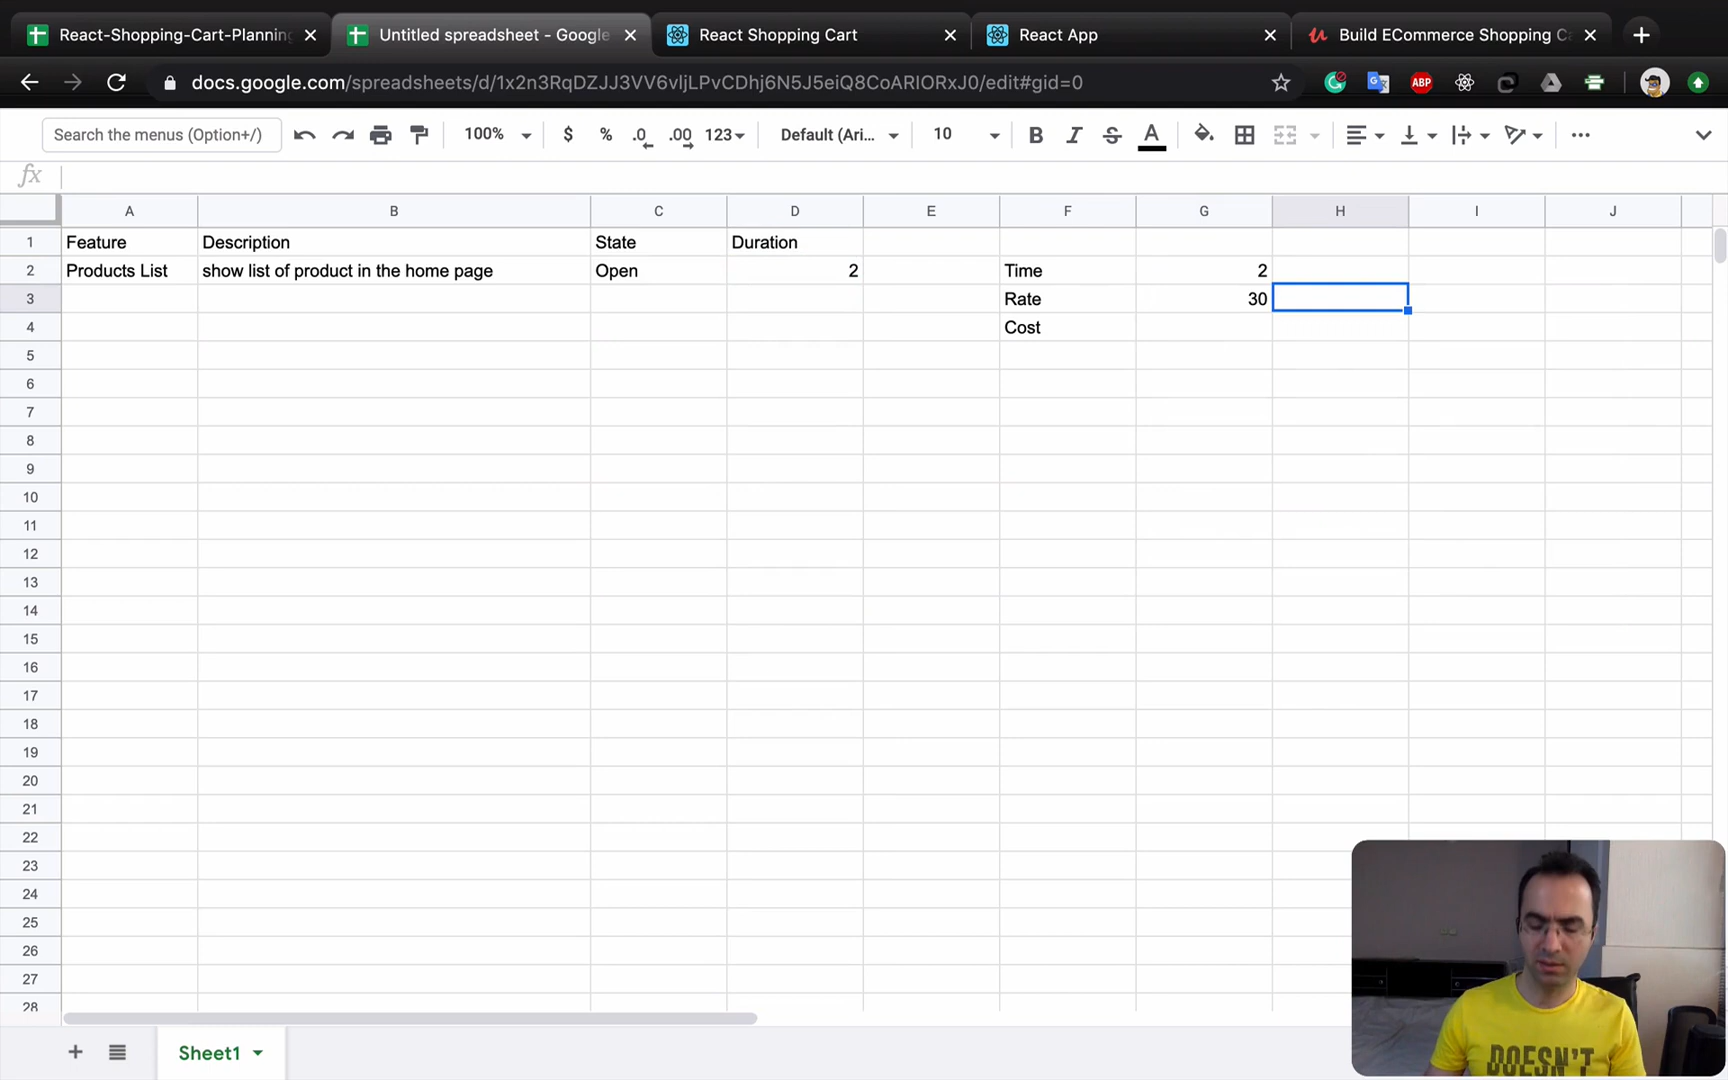 React-Shopping-Cart-Planning
Untitled spreadsheet - Google
React Shopping Cart
React App
Build ECommerce Shopping Ca
docs.google.com/spreadsheets/d/1x2n3RqDZJJ3VV6vljLPvCDhj6N5J5eiQ8CoARIORxJ0/edit#gid=0
ABP
Search the menus (Option+/)
100%
$
%
.0
.00
123
Default (Ari...
10
B
I
S
A
fx
A B C D E F G H I J
1 Feature Description State Duration
2 Products List show list of product in the home page Open 2 Time 2
3 Rate 30
4 Cost
5
6
7
8
9
10
11
12
13
14
15
16
17
18
19
20
21
22
23
24
25
26
27
28
Sheet1
DOESN'T